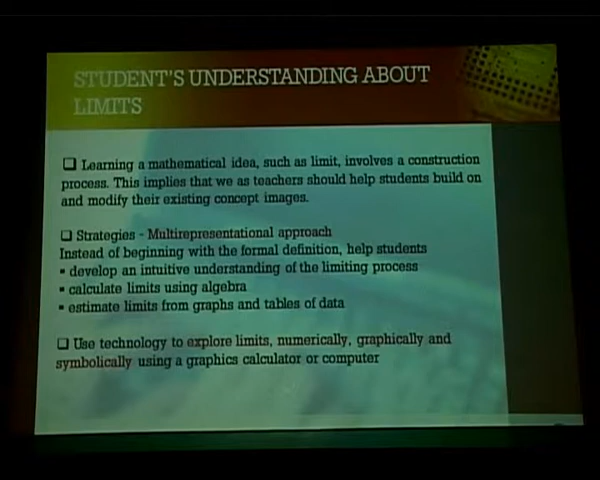 STUDENT'S UNDERSTANDING ABOUT
LIMITS
❑ Learning a mathematical idea, such as limit, involves a construction
process. This implies that we as teachers should help students build on
and modify their existing concept images.
❑ Strategies - Multirepresentational approach
Instead of beginning with the formal definition, help students
▪ develop an intuitive understanding of the limiting process
▪ calculate limits using algebra
▪ estimate limits from graphs and tables of data
❑ Use technology to explore limits, numerically, graphically and
symbolically using a graphics calculator or computer